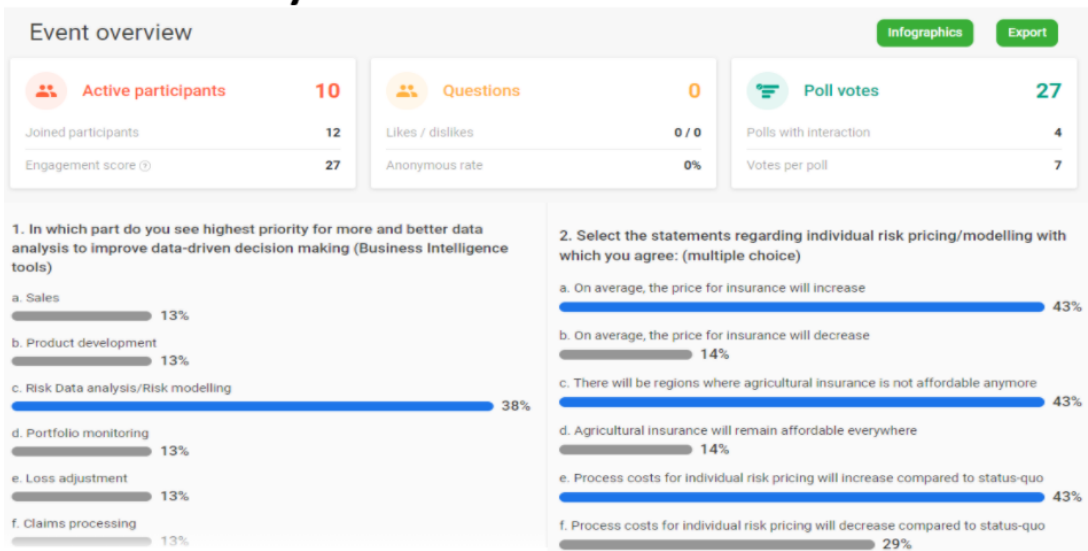 Event overview
Infographics
Export
Active participants 10
Joined participants 12
Engagement score 27
Questions 0
Likes / dislikes 0 / 0
Anonymous rate 0%
Poll votes 27
Polls with interaction 4
Votes per poll 7
1. In which part do you see highest priority for more and better data
analysis to improve data-driven decision making (Business Intelligence
tools)
a. Sales
13%
b. Product development
13%
c. Risk Data analysis/Risk modelling
38%
d. Portfolio monitoring
13%
e. Loss adjustment
13%
f. Claims processing
13%
2. Select the statements regarding individual risk pricing/modelling with
which you agree: (multiple choice)
a. On average, the price for insurance will increase
43%
b. On average, the price for insurance will decrease
14%
c. There will be regions where agricultural insurance is not affordable anymore
43%
d. Agricultural insurance will remain affordable everywhere
14%
e. Process costs for individual risk pricing will increase compared to status-quo
43%
f. Process costs for individual risk pricing will decrease compared to status-quo
29%